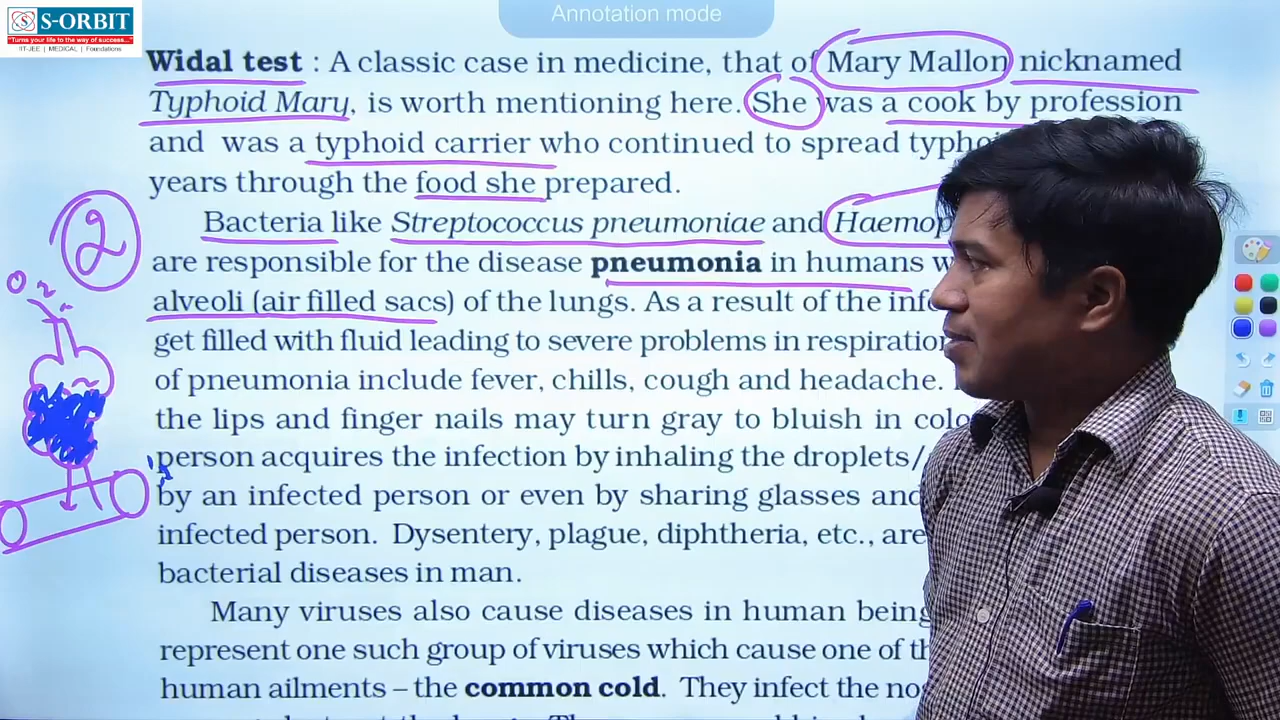 S-ORBIT
"Turns your life to the way of success..."
IIT-JEE | MEDICAL | Foundations
Annotation mode
Widal test : A classic case in medicine, that of Mary Mallon nicknamed
Typhoid Mary, is worth mentioning here. She was a cook by profession
and was a typhoid carrier who continued to spread
years through the food she prepared.
2
Bacteria like Streptococcus pneumoniae and
are responsible for the disease pneumonia in humans
O2
alveoli (air filled sacs) of the lungs. As a result of the
get filled with fluid leading to severe problems in
of pneumonia include fever, chills, cough and headache.
the lips and finger nails may turn gray to bluish in
person acquires the infection by inhaling the droplets/
by an infected person or even by sharing glasses and
infected person. Dysentery, plague, diphtheria, etc., are
bacterial diseases in man.
Many viruses also cause diseases in human
represent one such group of viruses which cause one of
human ailments – the common cold. They infect the